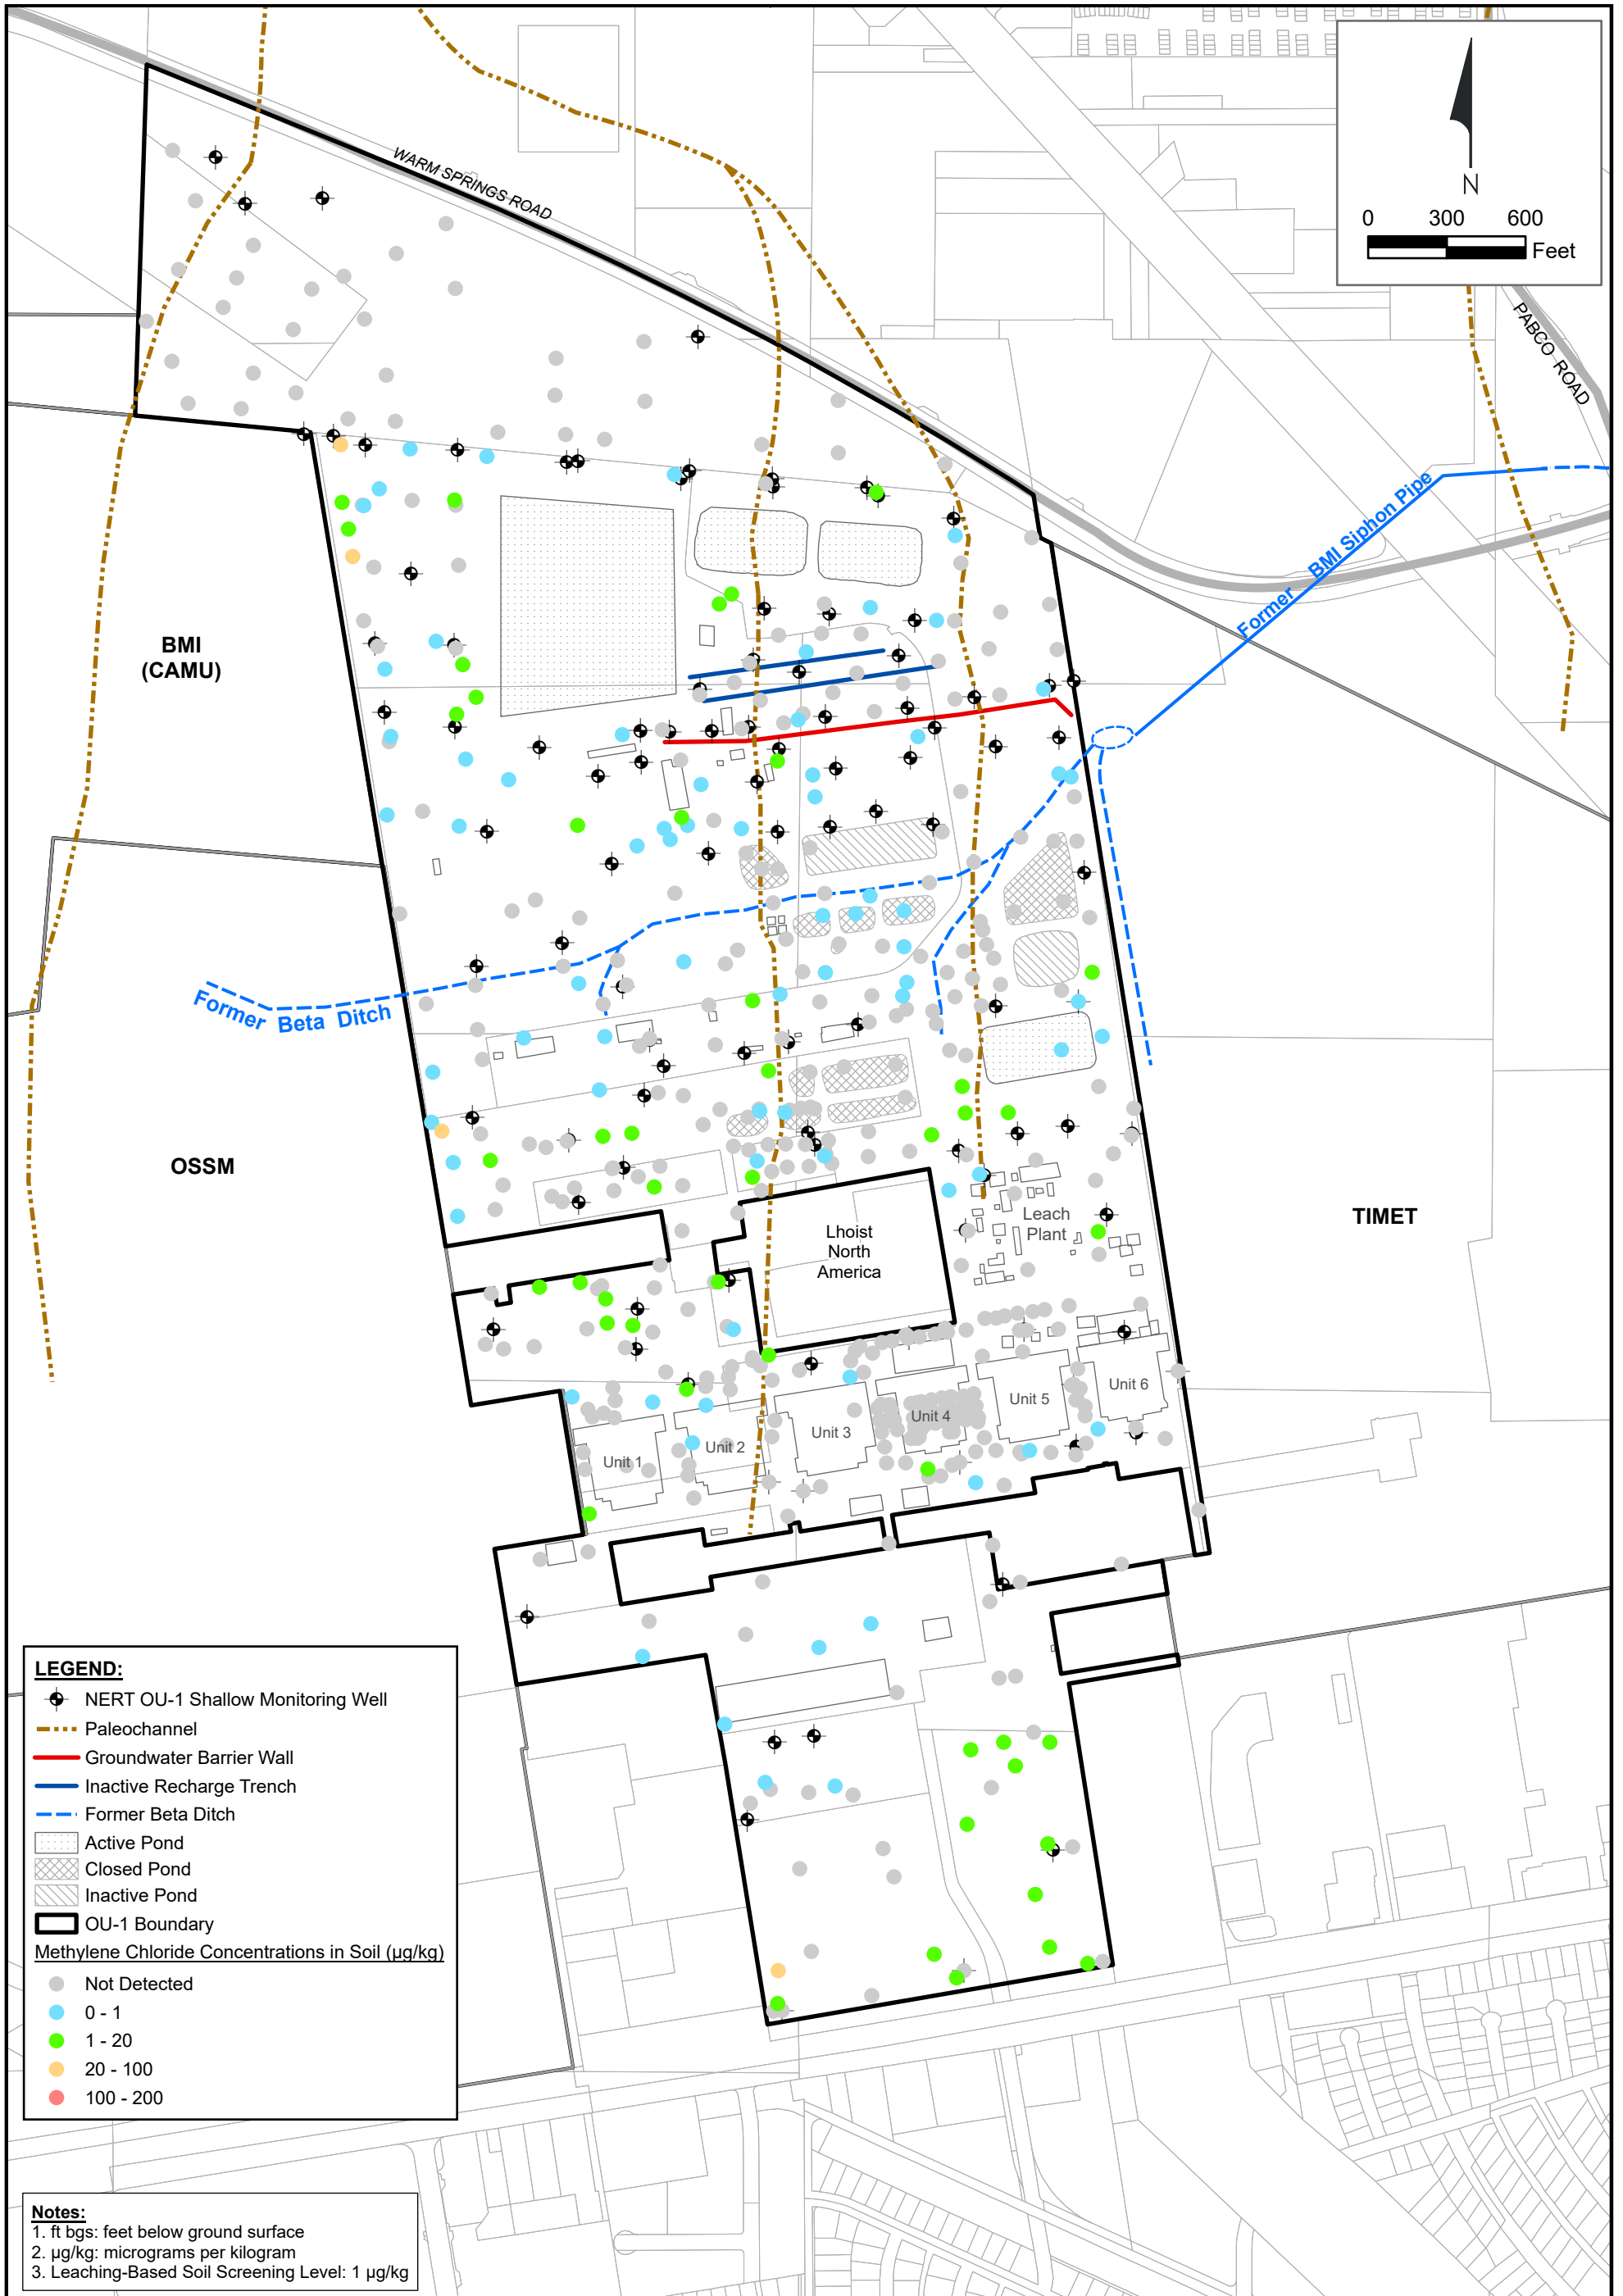 WARM SPRINGS ROAD
N
0 300 600
Feet
PABCO ROAD
Former BMI Siphon Pipe
BMI
(CAMU)
Former Beta Ditch
OSSM
TIMET
Lhoist
North
America
Leach
Plant
Unit 1
Unit 2
Unit 3
Unit 4
Unit 5
Unit 6
LEGEND:
NERT OU-1 Shallow Monitoring Well
Paleochannel
Groundwater Barrier Wall
Inactive Recharge Trench
Former Beta Ditch
Active Pond
Closed Pond
Inactive Pond
OU-1 Boundary
Methylene Chloride Concentrations in Soil (µg/kg)
Not Detected
0 - 1
1 - 20
20 - 100
100 - 200
Notes:
1. ft bgs: feet below ground surface
2. µg/kg: micrograms per kilogram
3. Leaching-Based Soil Screening Level: 1 µg/kg